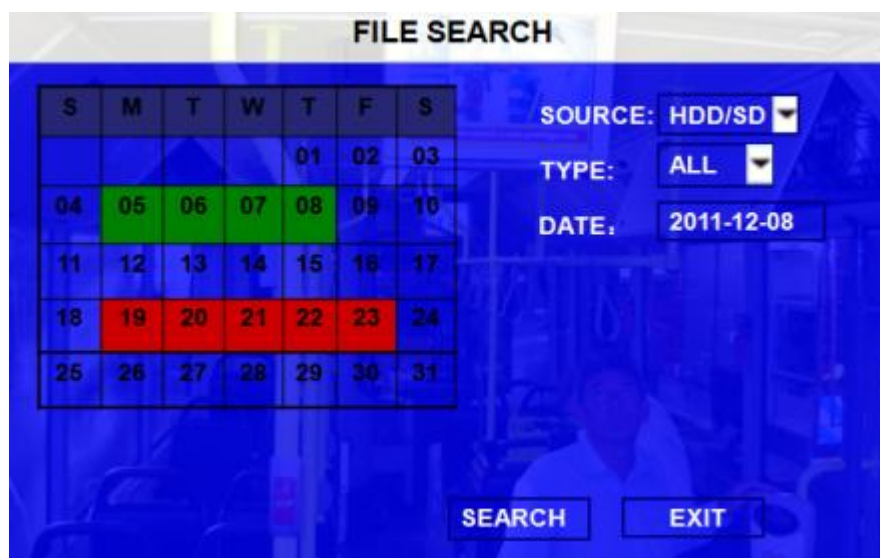 FILE SEARCH
S M T W T F S
01 02 03
04 05 06 07 08 09 10
11 12 13 14 15 16 17
18 19 20 21 22 23 24
25 26 27 28 29 30 31
SOURCE: HDD/SD
TYPE: ALL
DATE: 2011-12-08
SEARCH EXIT